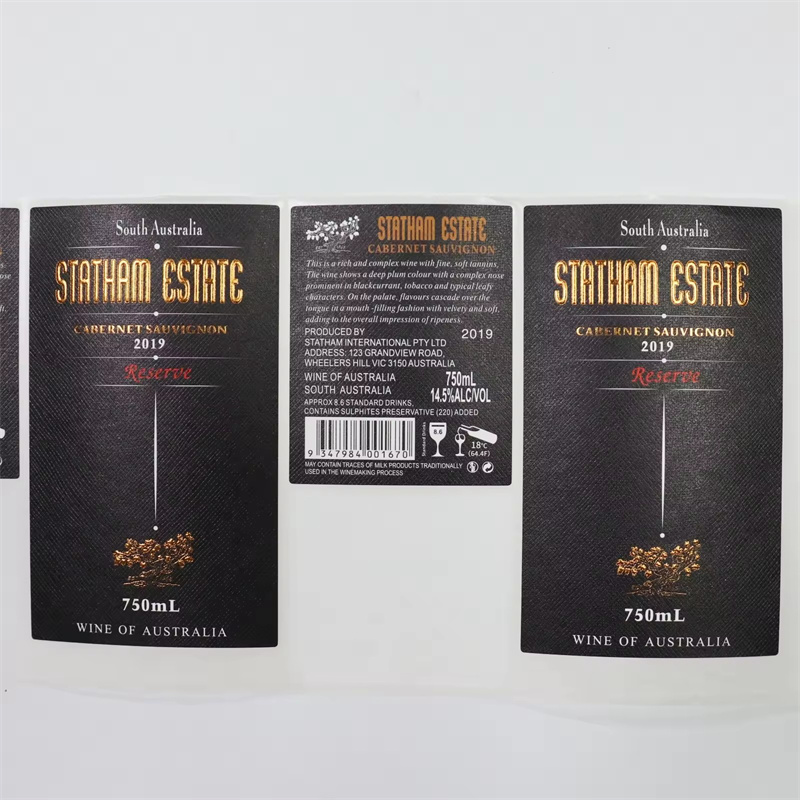 South Australia
STATHAM ESTATE
CABERNET SAUVIGNON
2019
Reserve
750mL
WINE OF AUSTRALIA
STATHAM ESTATE
CABERNET SAUVIGNON
This is a rich and complex wine with fine, soft tannins.
The wine shows a deep plum colour with a complex nose
prominent in blackcurrant, tobacco and typical leafy
characters. On the palate, flavours cascade over the
tongue in a mouth -filling fashion with velvety and soft,
adding to the overall impression of ripeness.
PRODUCED BY
2019
STATHAM INTERNATIONAL PTY LTD
ADDRESS: 123 GRANDVIEW ROAD,
WHEELERS HILL VIC 3150 AUSTRALIA
WINE OF AUSTRALIA
750mL
SOUTH AUSTRALIA
14.5%ALC/VOL
APPROX 8.6 STANDARD DRINKS,
CONTAINS SULPHITES PRESERVATIVE (220) ADDED
9 347984 001670
Standard Drinks
8.6
18°C
(64.4F)
MAY CONTAIN TRACES OF MILK PRODUCTS TRADITIONALLY
USED IN THE WINEMAKING PROCESS
South Australia
STATHAM ESTATE
CABERNET SAUVIGNON
2019
Reserve
750mL
WINE OF AUSTRALIA